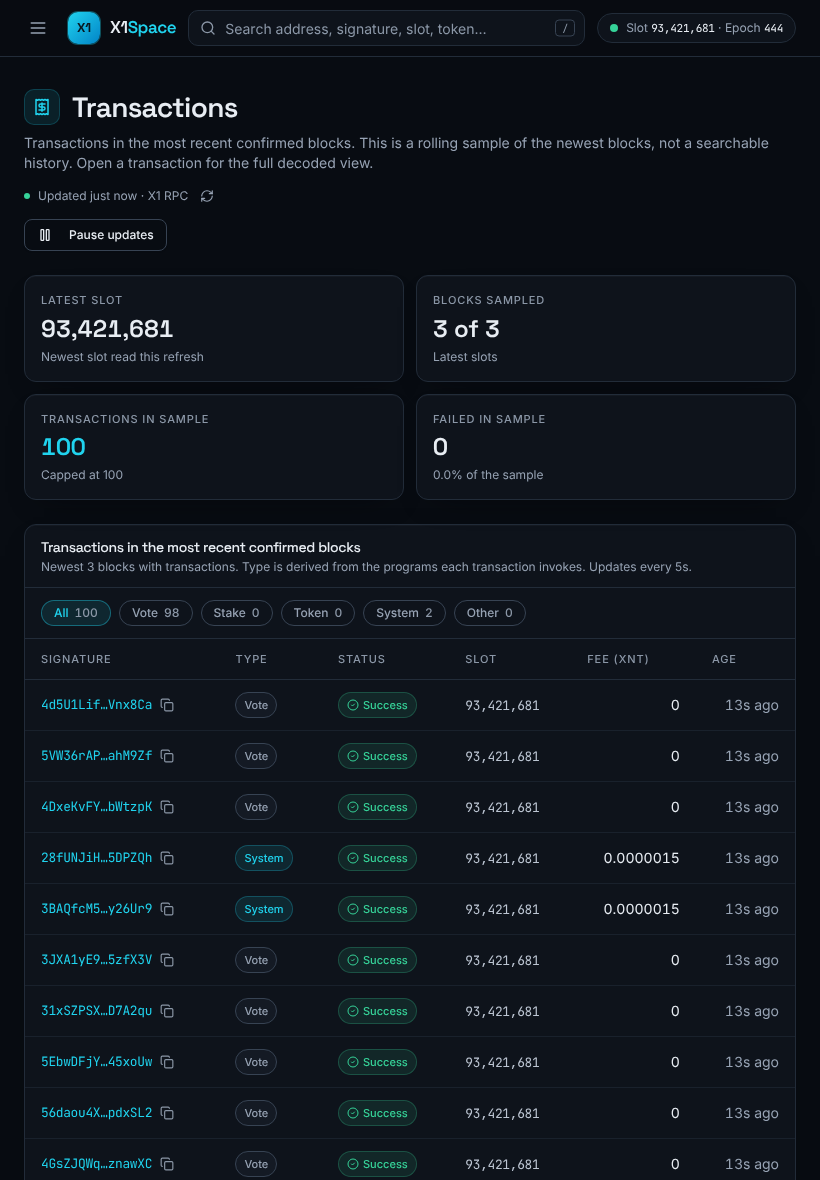 X1 X1Space Search address, signature, slot, token... / Slot 93,421,681 · Epoch 444
Transactions
Transactions in the most recent confirmed blocks. This is a rolling sample of the newest blocks, not a searchable
history. Open a transaction for the full decoded view.
Updated just now · X1 RPC
Pause updates
LATEST SLOT
93,421,681
Newest slot read this refresh
BLOCKS SAMPLED
3 of 3
Latest slots
TRANSACTIONS IN SAMPLE
100
Capped at 100
FAILED IN SAMPLE
0
0.0% of the sample
Transactions in the most recent confirmed blocks
Newest 3 blocks with transactions. Type is derived from the programs each transaction invokes. Updates every 5s.
All 100 Vote 98 Stake 0 Token 0 System 2 Other 0
SIGNATURE TYPE STATUS SLOT FEE (XNT) AGE
4d5U1Lif…Vnx8Ca Vote Success 93,421,681 0 13s ago
5VW36rAP…ahM9Zf Vote Success 93,421,681 0 13s ago
4DxeKvFY…bWtzpK Vote Success 93,421,681 0 13s ago
28fUNJiH…5DPZQh System Success 93,421,681 0.0000015 13s ago
3BAQfcM5…y26Ur9 System Success 93,421,681 0.0000015 13s ago
3JXA1yE9…5zfX3V Vote Success 93,421,681 0 13s ago
31xSZPSX…D7A2qu Vote Success 93,421,681 0 13s ago
5EbwDFjY…45xoUw Vote Success 93,421,681 0 13s ago
56daou4X…pdxSL2 Vote Success 93,421,681 0 13s ago
4GsZJQWq…znawXC Vote Success 93,421,681 0 13s ago